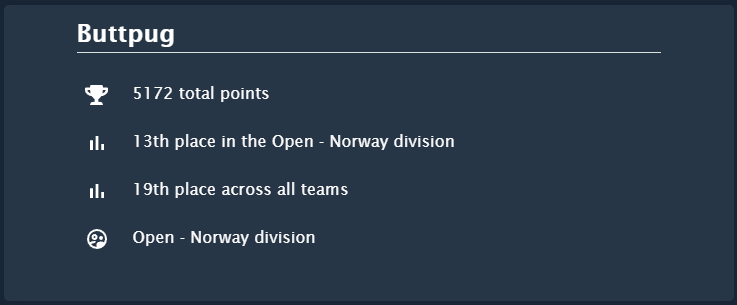 Buttpug
5172 total points
13th place in the Open - Norway division
19th place across all teams
Open - Norway division